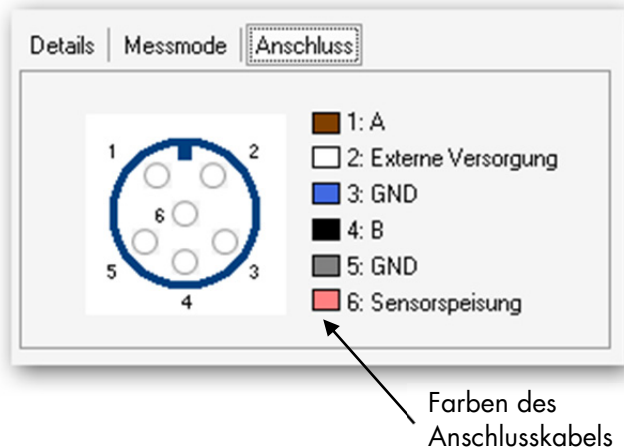 Details | Messmode | Anschluss
1 2
6
5 3
4
1: A
2: Externe Versorgung
3: GND
4: B
5: GND
6: Sensorspeisung
Farben des
Anschlusskabels